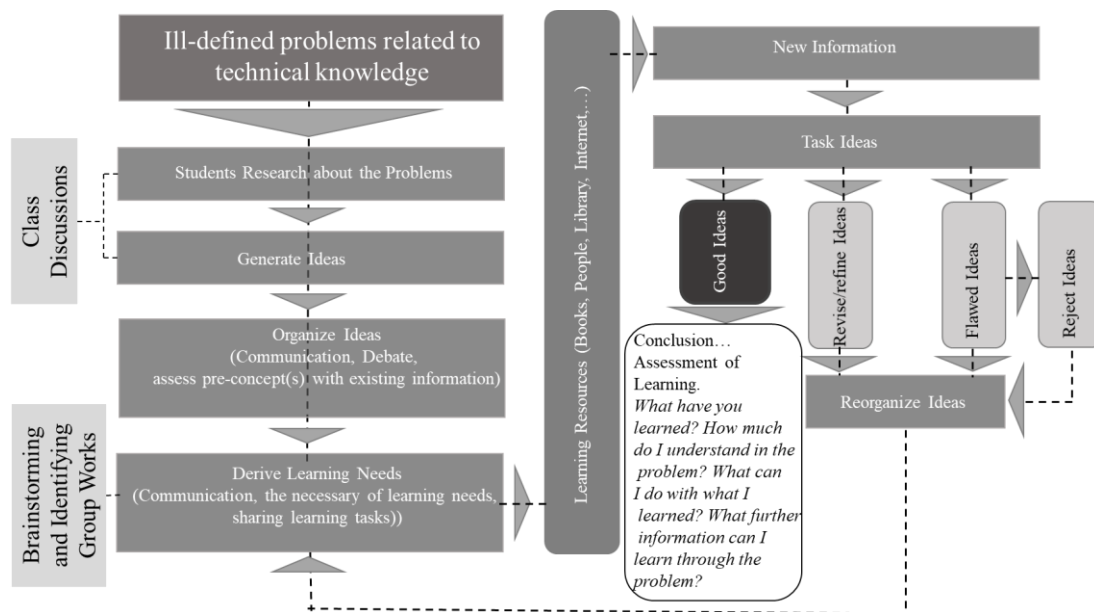 Ill-defined problems related to
technical knowledge
Class
Discussions
Students Research about the Problems
Generate Ideas
Organize Ideas
(Communication, Debate,
assess pre-concept(s) with existing information)
Brainstorming
and Identifying
Group Works
Derive Learning Needs
(Communication, the necessary of learning needs,
sharing learning tasks))
Learning Resources (Books, People, Library, Internet,…)
New Information
Task Ideas
Good Ideas
Revise/refine Ideas
Flawed Ideas
Reject Ideas
Conclusion…
Assessment of
Learning.
What have you
learned? How much
do I understand in the
problem? What can
I do with what I
learned? What further
information can I
learn through the
problem?
Reorganize Ideas